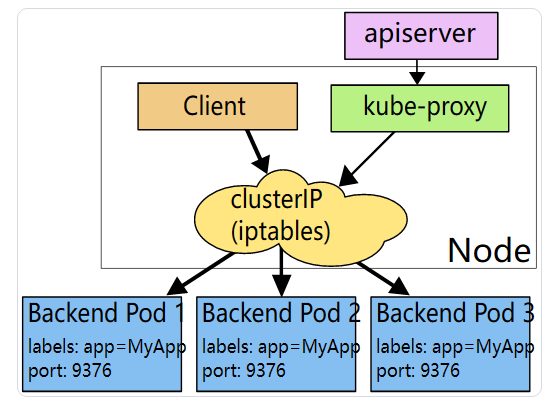 apiserver
Client
kube-proxy
clusterIP
(iptables)
Node
Backend Pod 1
labels: app=MyApp
port: 9376
Backend Pod 2
labels: app=MyApp
port: 9376
Backend Pod 3
labels: app=MyApp
port: 9376